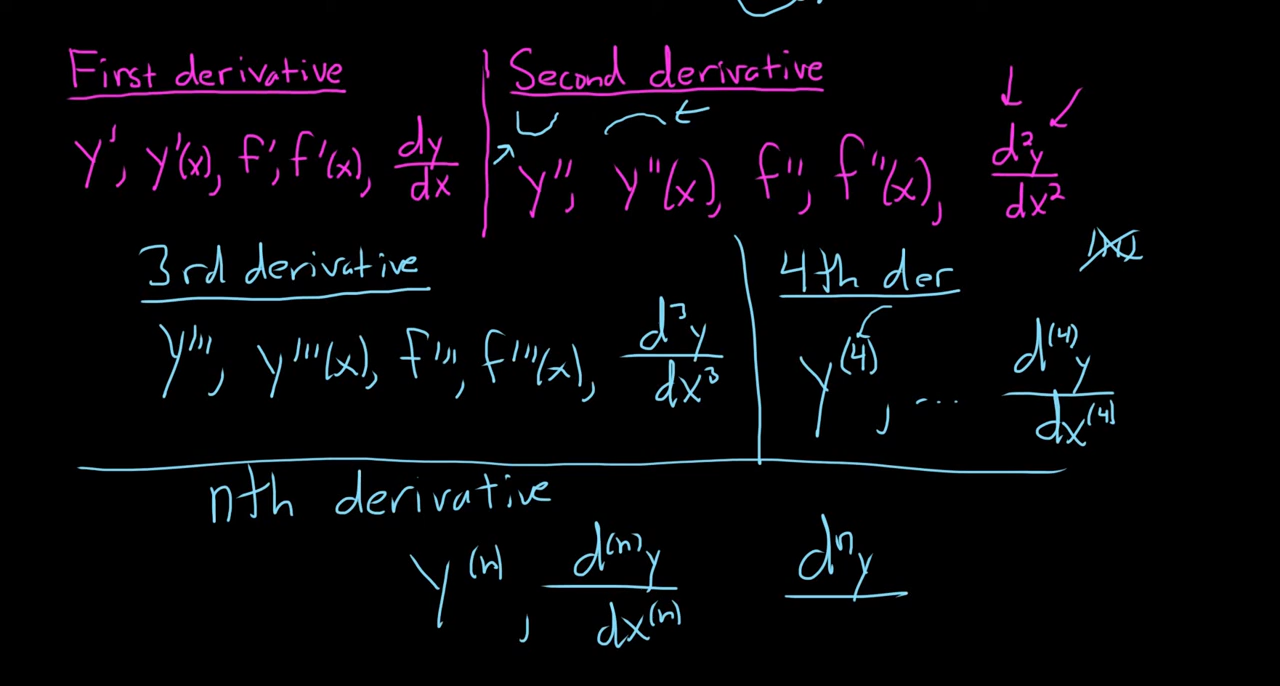 First derivative
y', y'(x), f', f'(x), dy/dx
Second derivative
y'', y''(x), f'', f''(x), d²y/dx²
3rd derivative
y''', y'''(x), f''', f'''(x), d³y/dx³
4th der
y⁽⁴⁾, ... d⁽⁴⁾y/dx⁽⁴⁾
nth derivative
y⁽ⁿ⁾, d⁽ⁿ⁾y/dx⁽ⁿ⁾ dⁿy